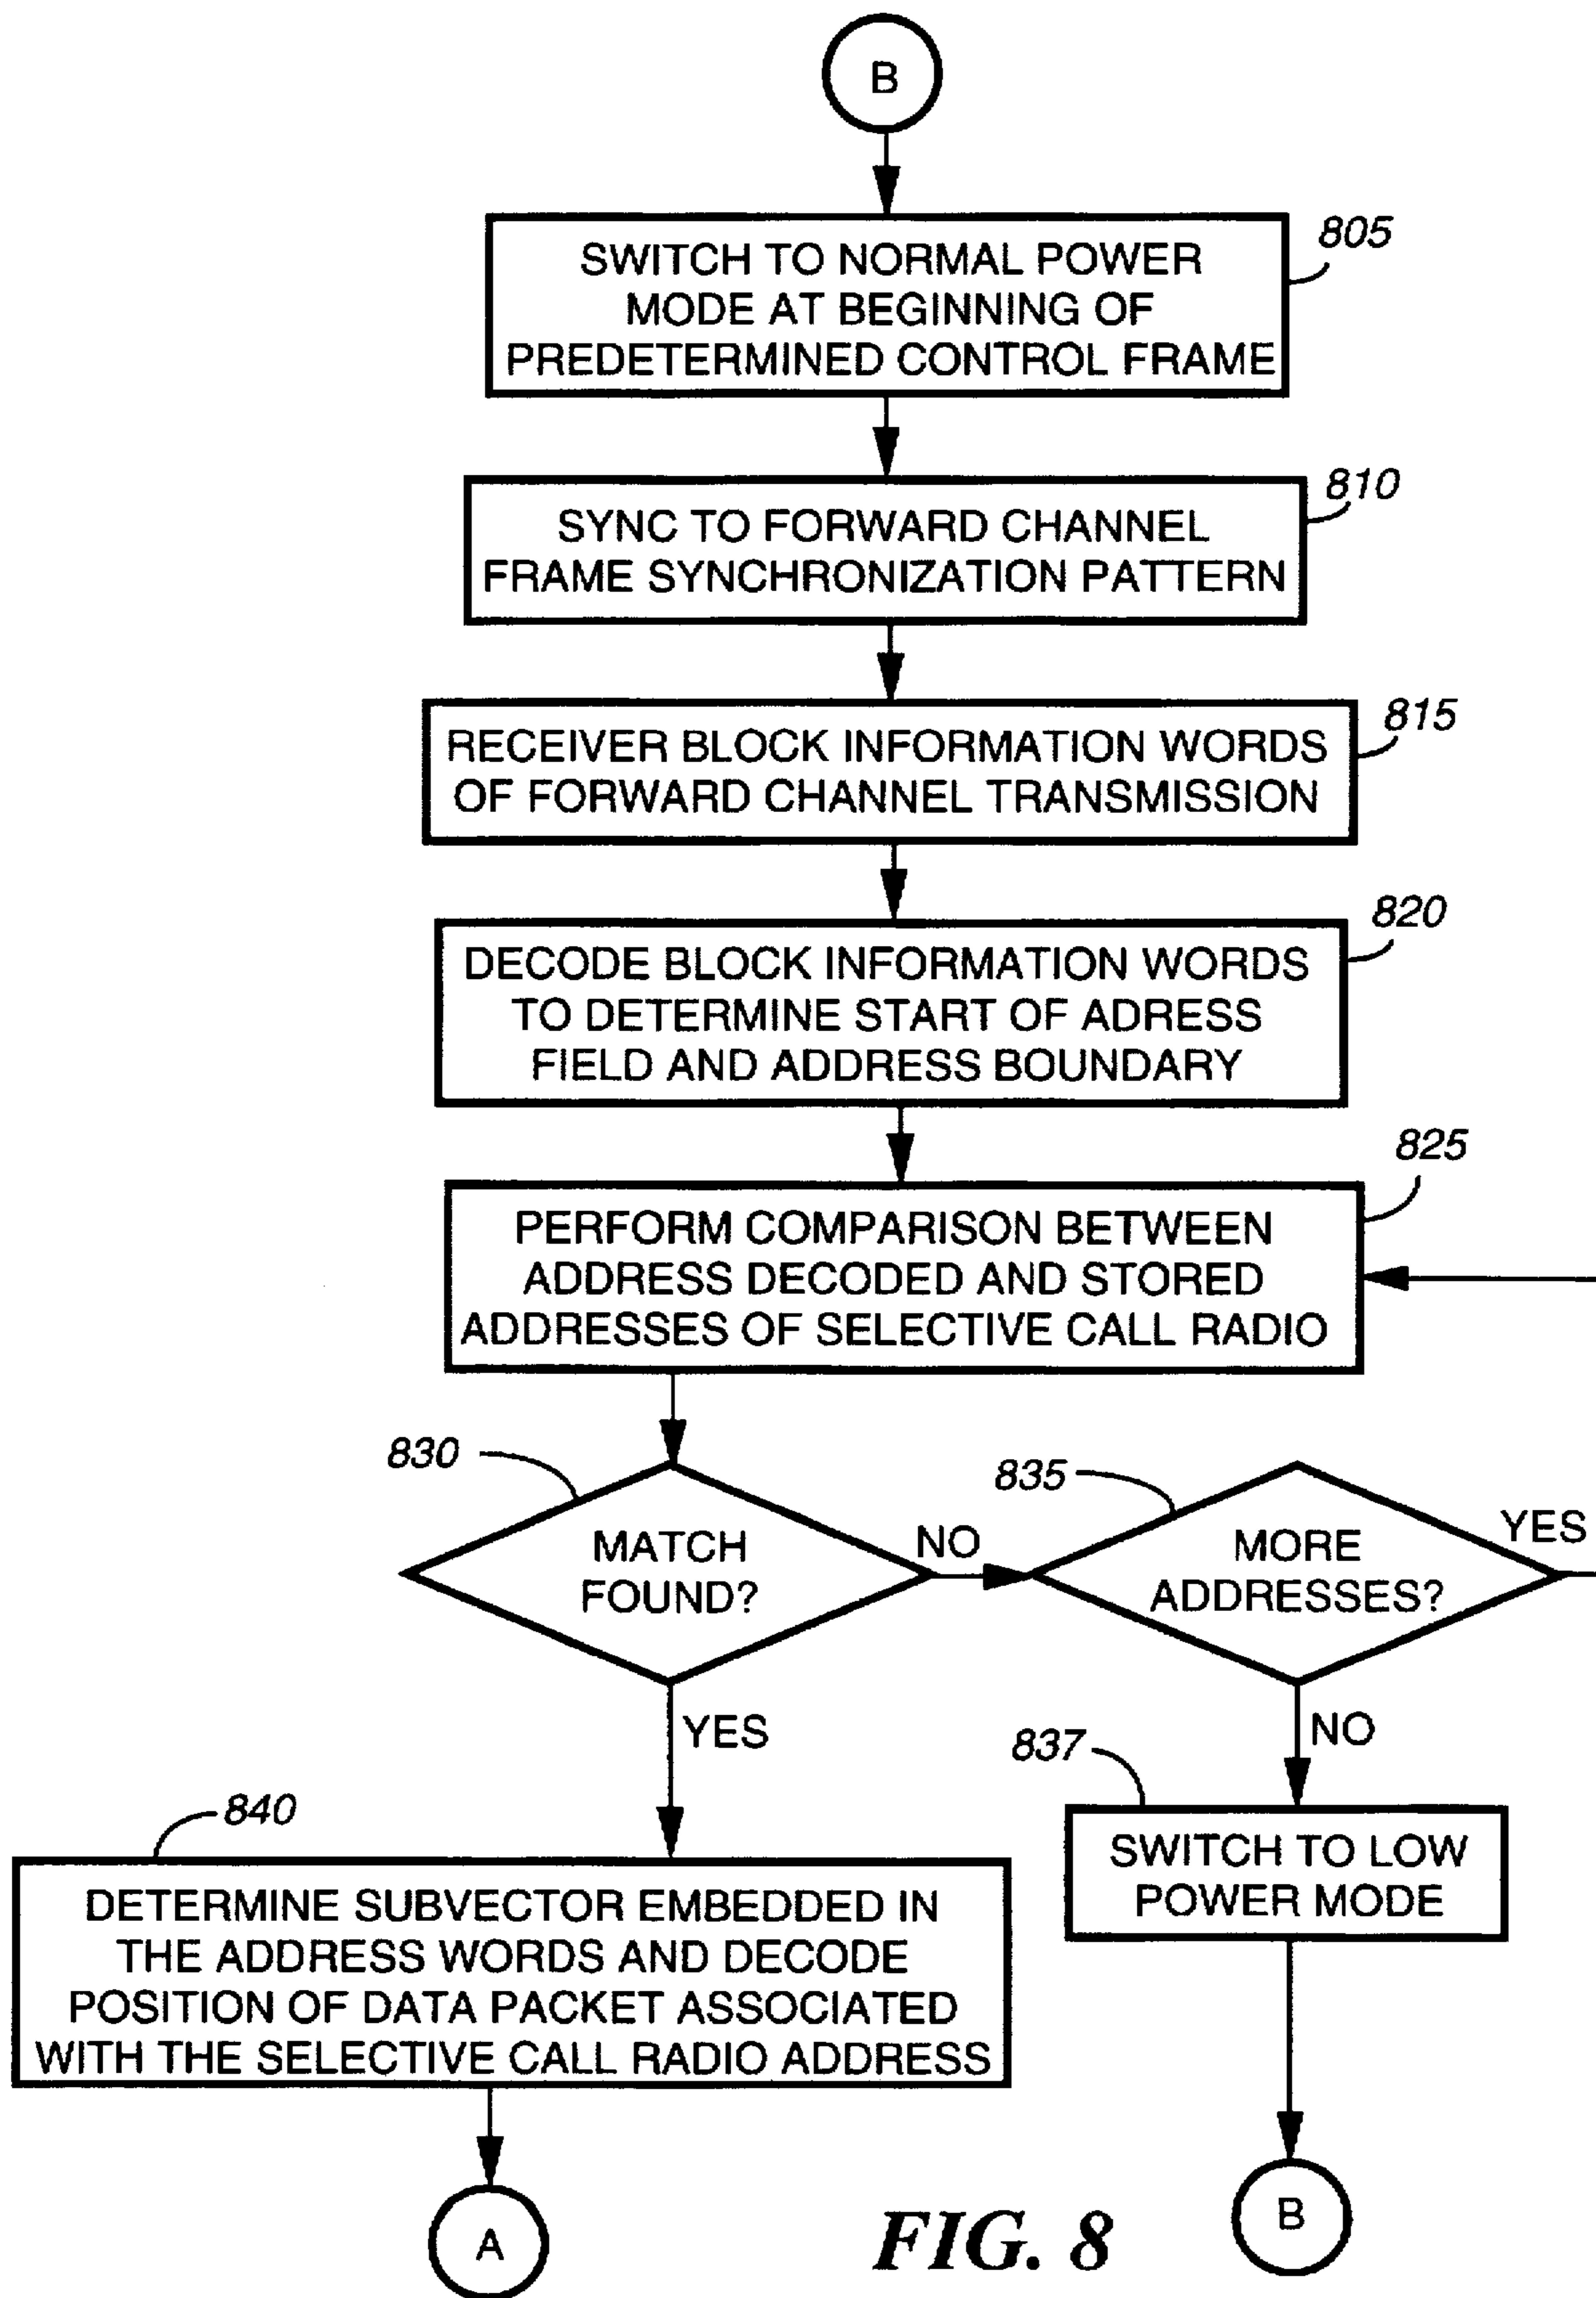 B
805
SWITCH TO NORMAL POWER
MODE AT BEGINNING OF
PREDETERMINED CONTROL FRAME
810
SYNC TO FORWARD CHANNEL
FRAME SYNCHRONIZATION PATTERN
815
RECEIVER BLOCK INFORMATION WORDS
OF FORWARD CHANNEL TRANSMISSION
820
DECODE BLOCK INFORMATION WORDS
TO DETERMINE START OF ADRESS
FIELD AND ADDRESS BOUNDARY
825
PERFORM COMPARISON BETWEEN
ADDRESS DECODED AND STORED
ADDRESSES OF SELECTIVE CALL RADIO
830
MATCH
FOUND?
NO
835
MORE
ADDRESSES?
YES
YES
NO
837
SWITCH TO LOW
POWER MODE
840
DETERMINE SUBVECTOR EMBEDDED IN
THE ADDRESS WORDS AND DECODE
POSITION OF DATA PACKET ASSOCIATED
WITH THE SELECTIVE CALL RADIO ADDRESS
A
B
FIG. 8